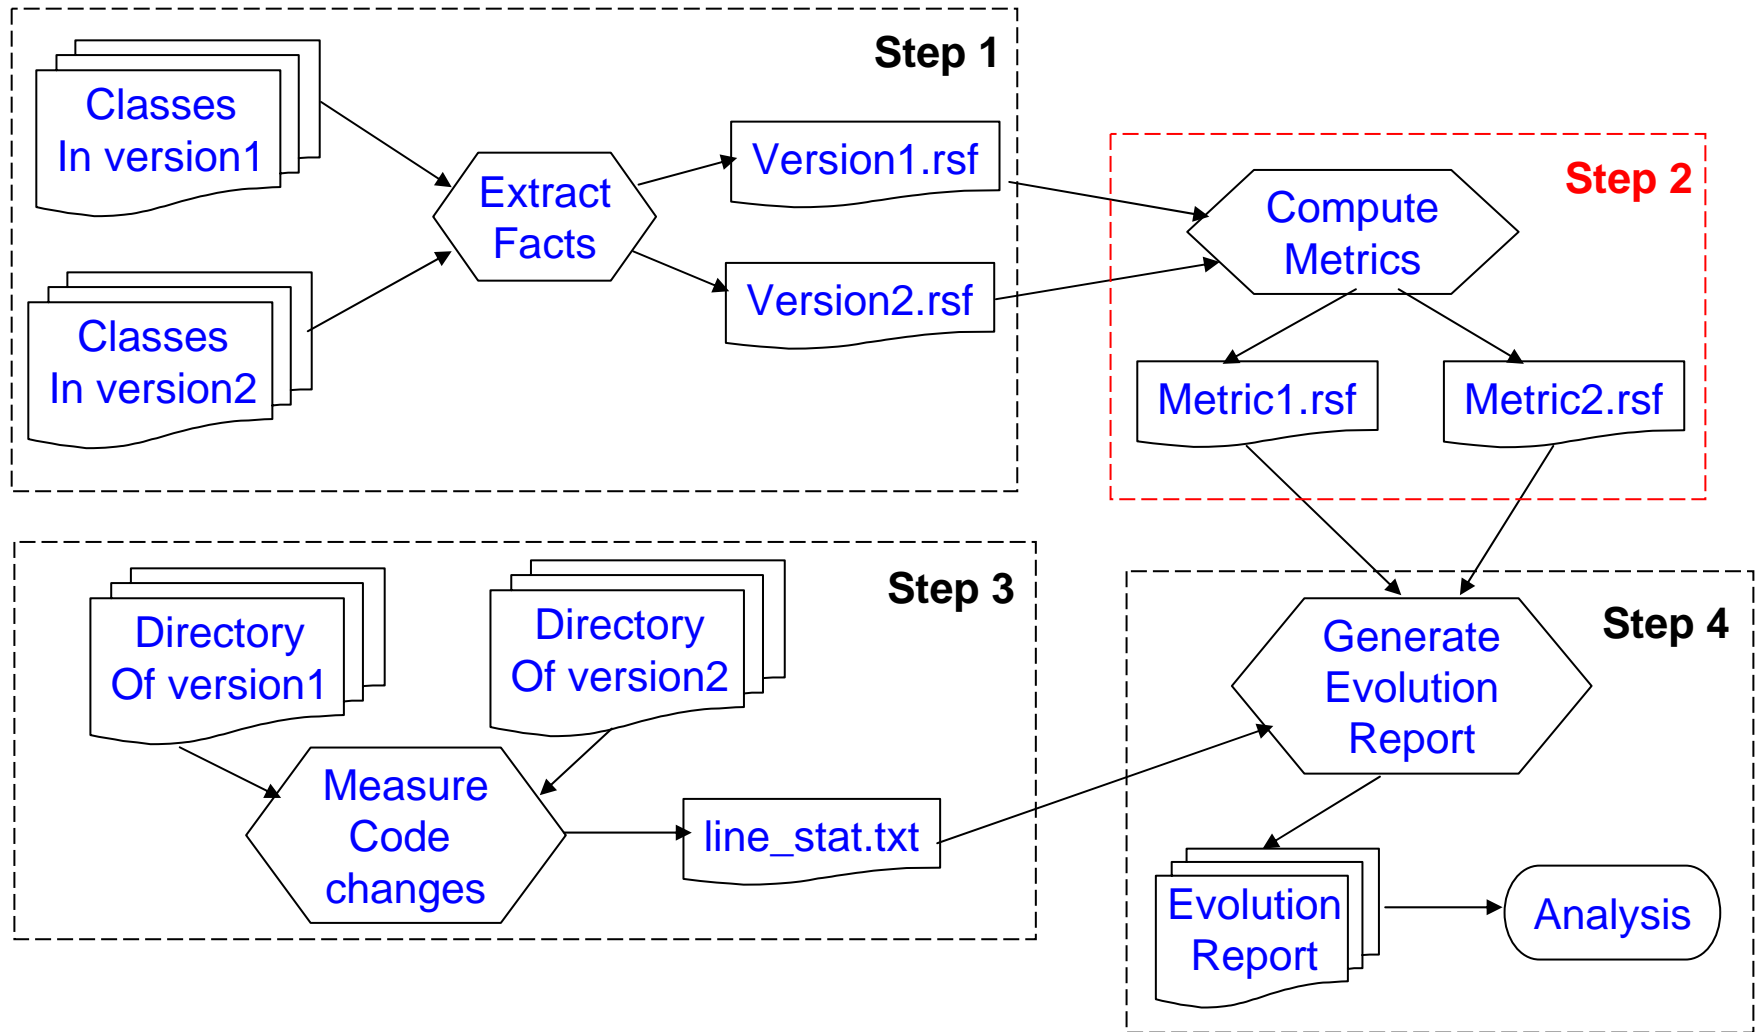 Step 1
Classes
In version1
Extract
Facts
Version1.rsf
Version2.rsf
Classes
In version2
Step 2
Compute
Metrics
Metric1.rsf
Metric2.rsf
Step 3
Directory
Of version1
Directory
Of version2
Measure
Code
changes
line_stat.txt
Step 4
Generate
Evolution
Report
Evolution
Report
Analysis